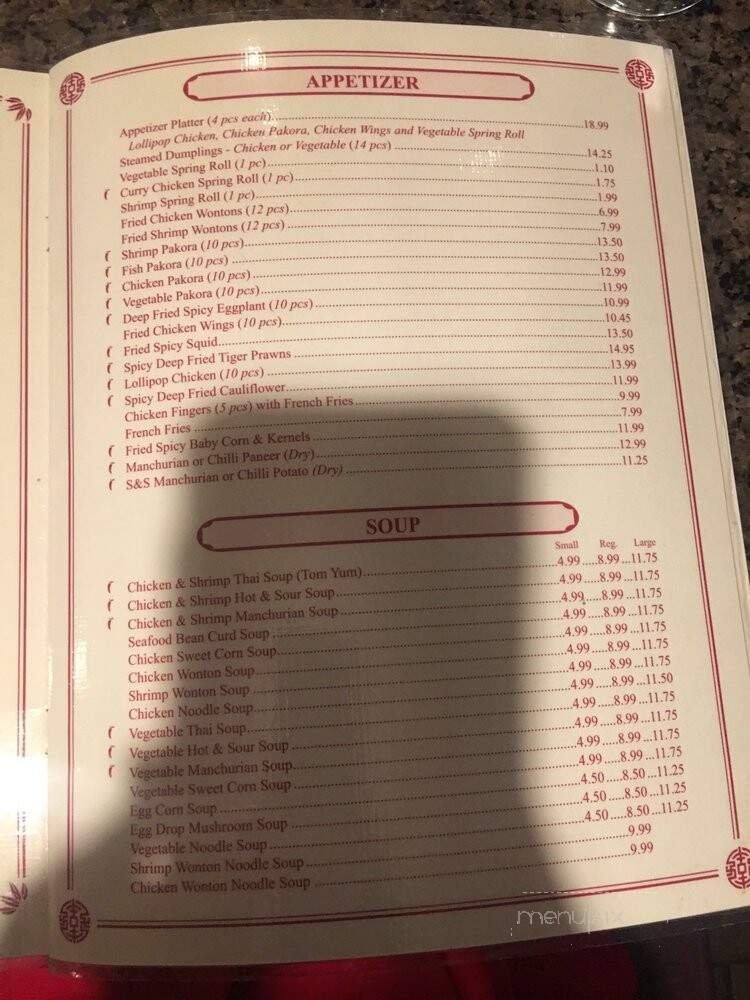 APPETIZER
Appetizer Platter (4 pcs each)..........18.99
Lollipop Chicken, Chicken Pakora, Chicken Wings and Vegetable Spring Roll
Steamed Dumplings - Chicken or Vegetable (14 pcs)..........14.25
Vegetable Spring Roll (1 pc)..........1.10
Curry Chicken Spring Roll (1 pc)..........1.75
Shrimp Spring Roll (1 pc)..........1.99
Fried Chicken Wontons (12 pcs)..........6.99
Fried Shrimp Wontons (12 pcs)..........7.99
Shrimp Pakora (10 pcs)..........13.50
Fish Pakora (10 pcs)..........13.50
Chicken Pakora (10 pcs)..........12.99
Vegetable Pakora (10 pcs)..........11.99
Deep Fried Spicy Eggplant (10 pcs)..........10.99
Fried Chicken Wings (10 pcs)..........10.45
Fried Spicy Squid..........13.50
Spicy Deep Fried Tiger Prawns..........14.95
Lollipop Chicken (10 pcs)..........13.99
Spicy Deep Fried Cauliflower..........11.99
Chicken Fingers (5 pcs) with French Fries..........9.99
French Fries..........7.99
Fried Spicy Baby Corn & Kernels..........11.99
Manchurian or Chilli Paneer (Dry)..........12.99
S&S Manchurian or Chilli Potato (Dry)..........11.25
SOUP
Small Reg. Large
Chicken & Shrimp Thai Soup (Tom Yum)..........4.99.....8.99...11.75
Chicken & Shrimp Hot & Sour Soup..........4.99.....8.99...11.75
Chicken & Shrimp Manchurian Soup..........4.99.....8.99...11.75
Seafood Bean Curd Soup..........4.99.....8.99...11.75
Chicken Sweet Corn Soup..........4.99.....8.99...11.75
Chicken Wonton Soup..........4.99.....8.99...11.75
Shrimp Wonton Soup..........4.99.....8.99...11.75
Chicken Noodle Soup..........4.99.....8.99...11.50
Vegetable Thai Soup..........4.99.....8.99...11.75
Vegetable Hot & Sour Soup..........4.99.....8.99...11.75
Vegetable Manchurian Soup..........4.99.....8.99...11.75
Vegetable Sweet Corn Soup..........4.99.....8.99...11.75
Egg Corn Soup..........4.50.....8.50...11.25
Egg Drop Mushroom Soup..........4.50.....8.50...11.25
Vegetable Noodle Soup..........4.50.....8.50...11.25
Shrimp Wonton Noodle Soup..........9.99
Chicken Wonton Noodle Soup..........9.99
menupix